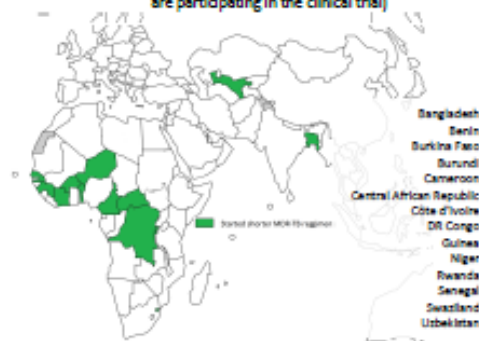 are participating in the clinical trial)
Bangladesh
Benin
Burkina Faso
Burundi
Cameroon
Central African Republic
Côte d'Ivoire
DR Congo
Guinea
Niger
Rwanda
Senegal
Swaziland
Uzbekistan
Started shorter MDR-TB regimen